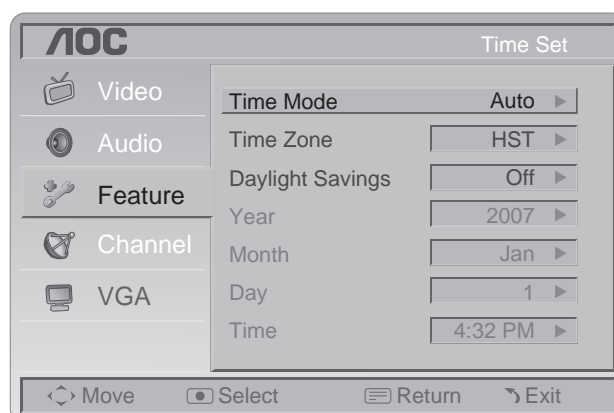 AOC
Time Set
Video
Audio
Feature
Channel
VGA
Time Mode Auto
Time Zone HST
Daylight Savings Off
Year 2007
Month Jan
Day 1
Time 4:32 PM
Move Select Return Exit